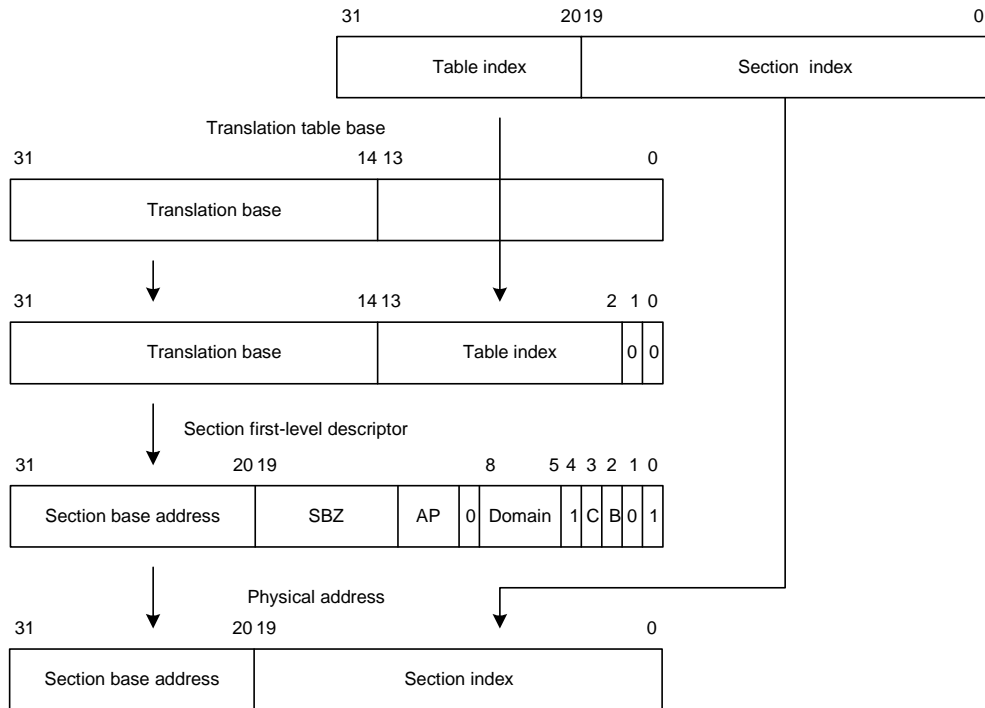 31 2019 0
Table index Section index
Translation table base
31 14 13 0
Translation base
31 14 13 2 1 0
Translation base Table index 0 0
Section first-level descriptor
31 20 19 8 5 4 3 2 1 0
Section base address SBZ AP 0 Domain 1 C B 0 1
Physical address
31 20 19 0
Section base address Section index